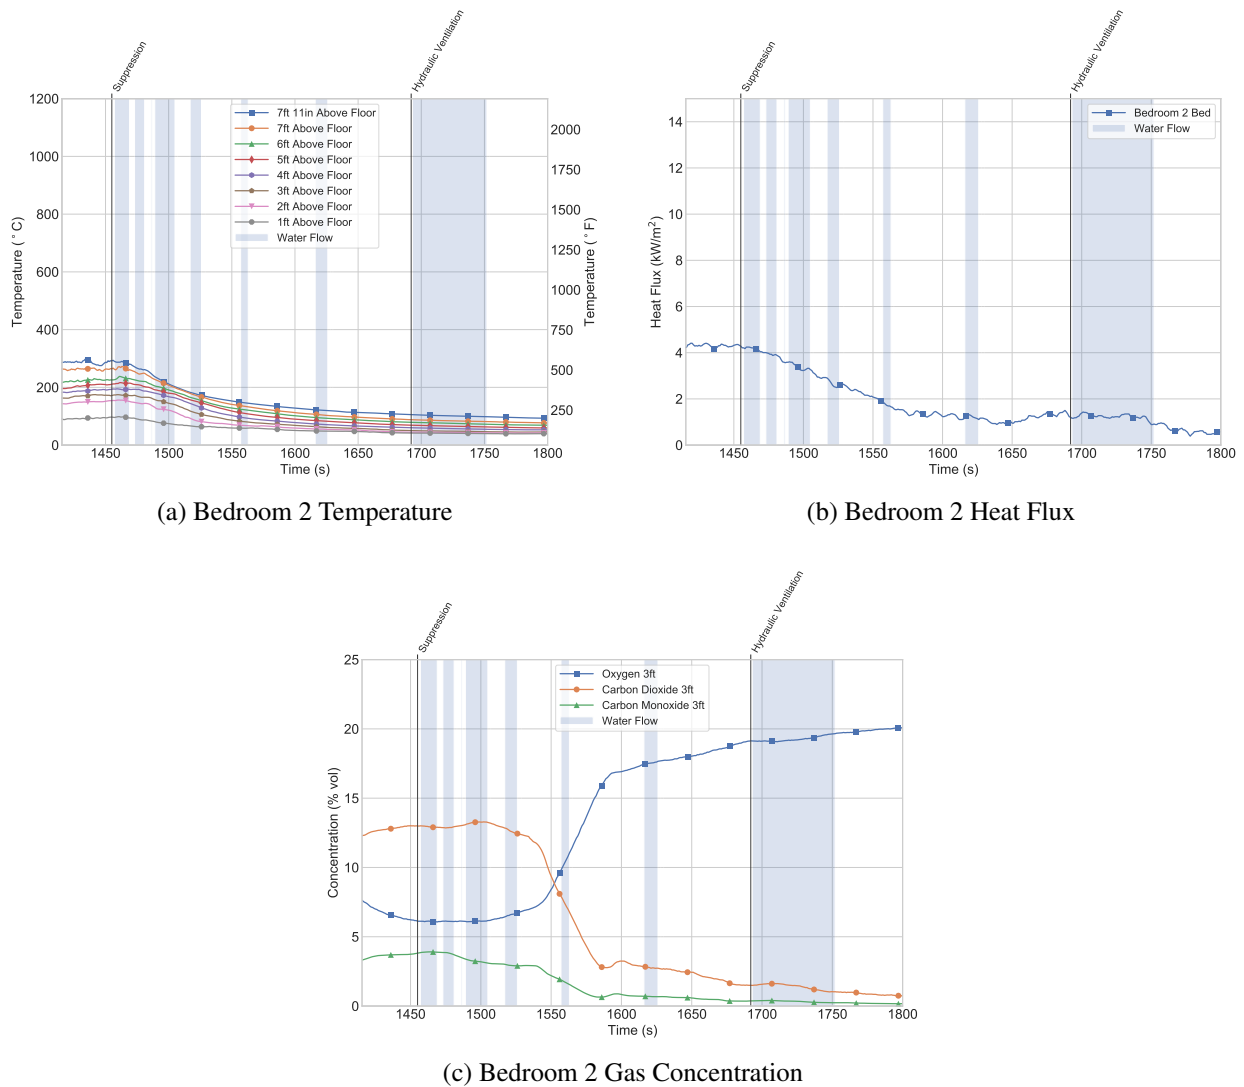 Suppression
Hydraulic Ventilation
1200
1000
800
600
400
200
0
Temperature ( ° C)
2000
1750
1500
1250
1000
750
500
250
Temperature ( ° F)
7ft 11in Above Floor
7ft Above Floor
6ft Above Floor
5ft Above Floor
4ft Above Floor
3ft Above Floor
2ft Above Floor
1ft Above Floor
Water Flow
1450 1500 1550 1600 1650 1700 1750 1800
Time (s)
(a) Bedroom 2 Temperature
Suppression
Hydraulic Ventilation
14
12
10
8
6
4
2
0
Heat Flux (kW/m²)
Bedroom 2 Bed
Water Flow
1450 1500 1550 1600 1650 1700 1750 1800
Time (s)
(b) Bedroom 2 Heat Flux
Suppression
Hydraulic Ventilation
25
20
15
10
5
0
Concentration (% vol)
Oxygen 3ft
Carbon Dioxide 3ft
Carbon Monoxide 3ft
Water Flow
1450 1500 1550 1600 1650 1700 1750 1800
Time (s)
(c) Bedroom 2 Gas Concentration